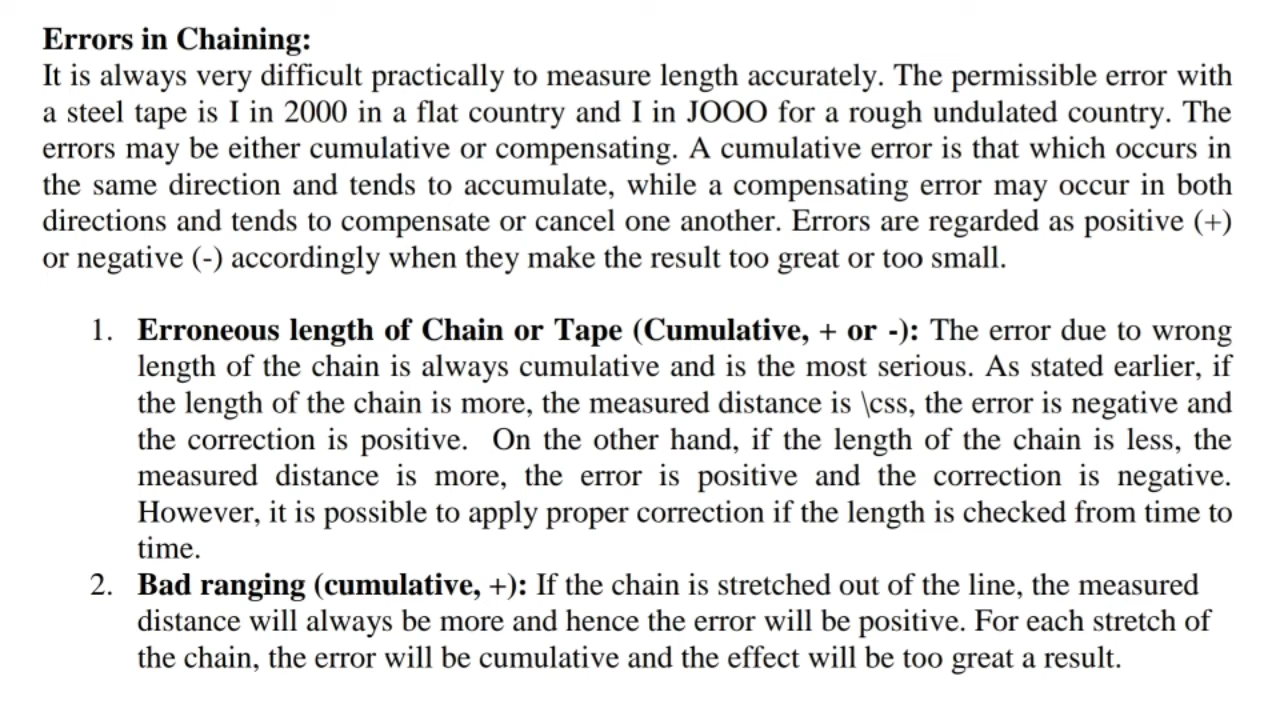 Errors in Chaining:
It is always very difficult practically to measure length accurately. The permissible error with
a steel tape is I in 2000 in a flat country and I in JOOO for a rough undulated country. The
errors may be either cumulative or compensating. A cumulative error is that which occurs in
the same direction and tends to accumulate, while a compensating error may occur in both
directions and tends to compensate or cancel one another. Errors are regarded as positive (+)
or negative (-) accordingly when they make the result too great or too small.
1. Erroneous length of Chain or Tape (Cumulative, + or -): The error due to wrong
length of the chain is always cumulative and is the most serious. As stated earlier, if
the length of the chain is more, the measured distance is \css, the error is negative and
the correction is positive. On the other hand, if the length of the chain is less, the
measured distance is more, the error is positive and the correction is negative.
However, it is possible to apply proper correction if the length is checked from time to
time.
2. Bad ranging (cumulative, +): If the chain is stretched out of the line, the measured
distance will always be more and hence the error will be positive. For each stretch of
the chain, the error will be cumulative and the effect will be too great a result.